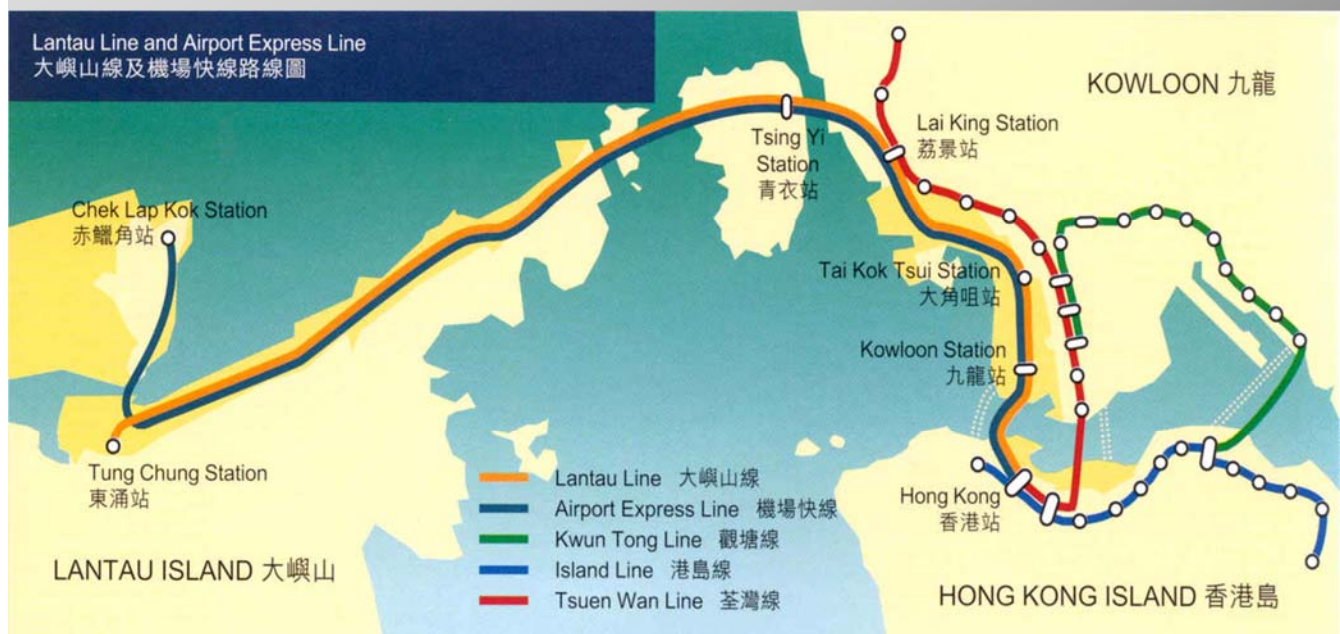 Lantau Line and Airport Express Line
大嶼山線及機場快線路線圖
KOWLOON 九龍
Lai King Station
荔景站
Tsing Yi
Station
青衣站
Chek Lap Kok Station
赤鱲角站
Tai Kok Tsui Station
大角咀站
Kowloon Station
九龍站
Tung Chung Station
東涌站
Hong Kong
香港站
Lantau Line 大嶼山線
Airport Express Line 機場快線
Kwun Tong Line 觀塘線
Island Line 港島線
Tsuen Wan Line 荃灣線
LANTAU ISLAND 大嶼山
HONG KONG ISLAND 香港島